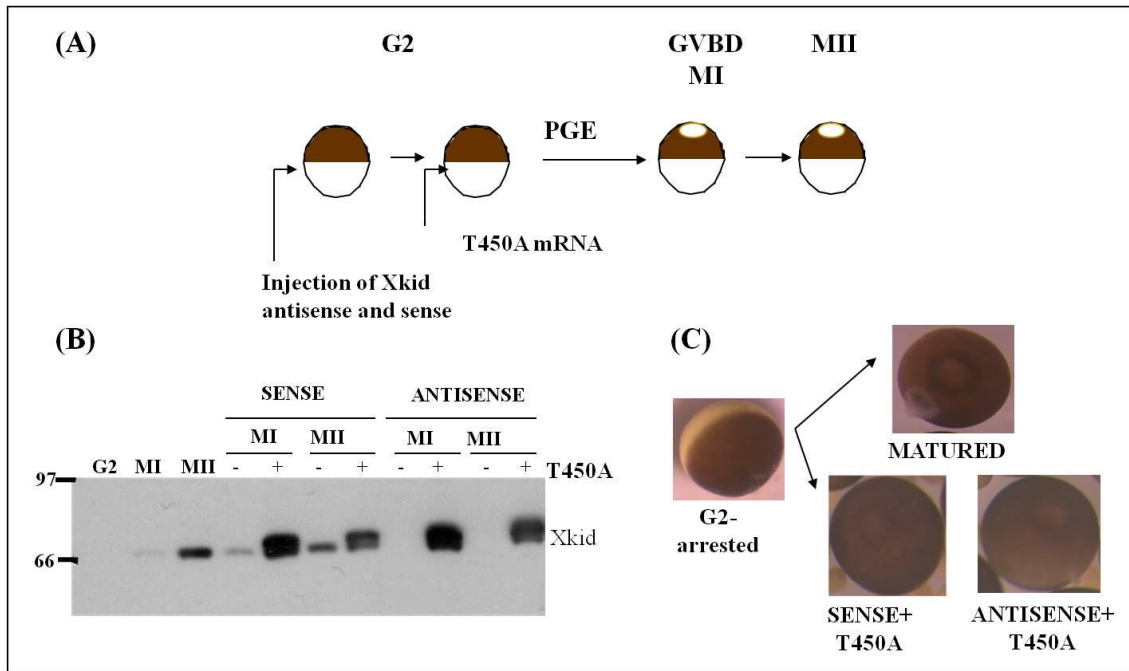 (A)
G2
GVBD
MI
MII
PGE
T450A mRNA
Injection of Xkid
antisense and sense
(B)
SENSE
ANTISENSE
MI
MII
MI
MII
G2 MI MII - + - + - + - + T450A
97
Xkid
66
(C)
MATURED
G2-
arrested
SENSE+
T450A
ANTISENSE+
T450A